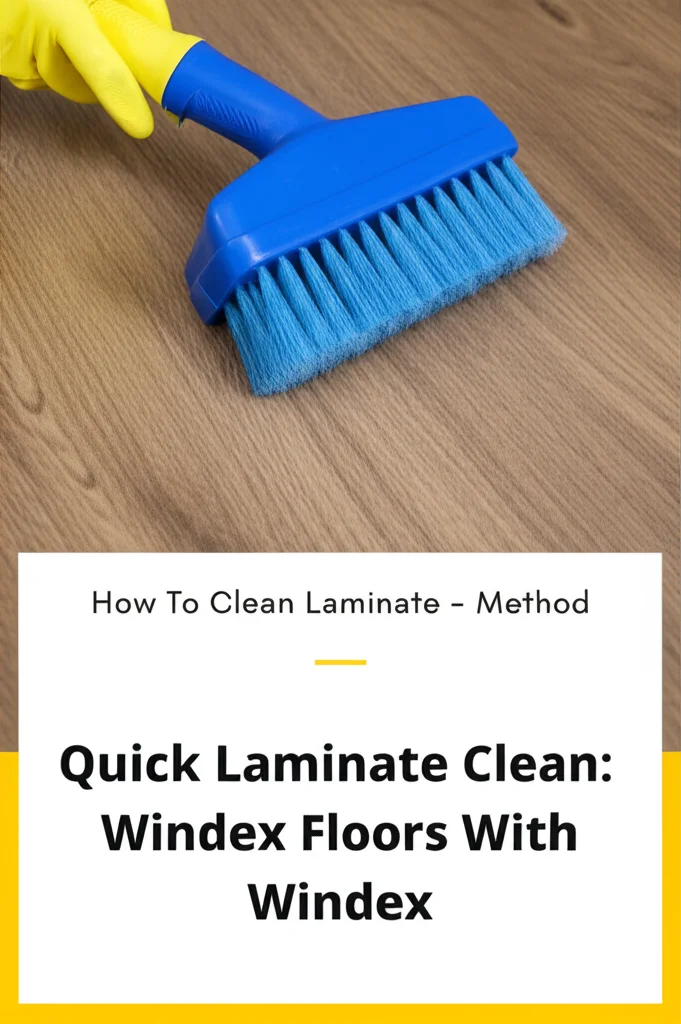 How To Clean Laminate - Method
Quick Laminate Clean:
Windex Floors With
Windex